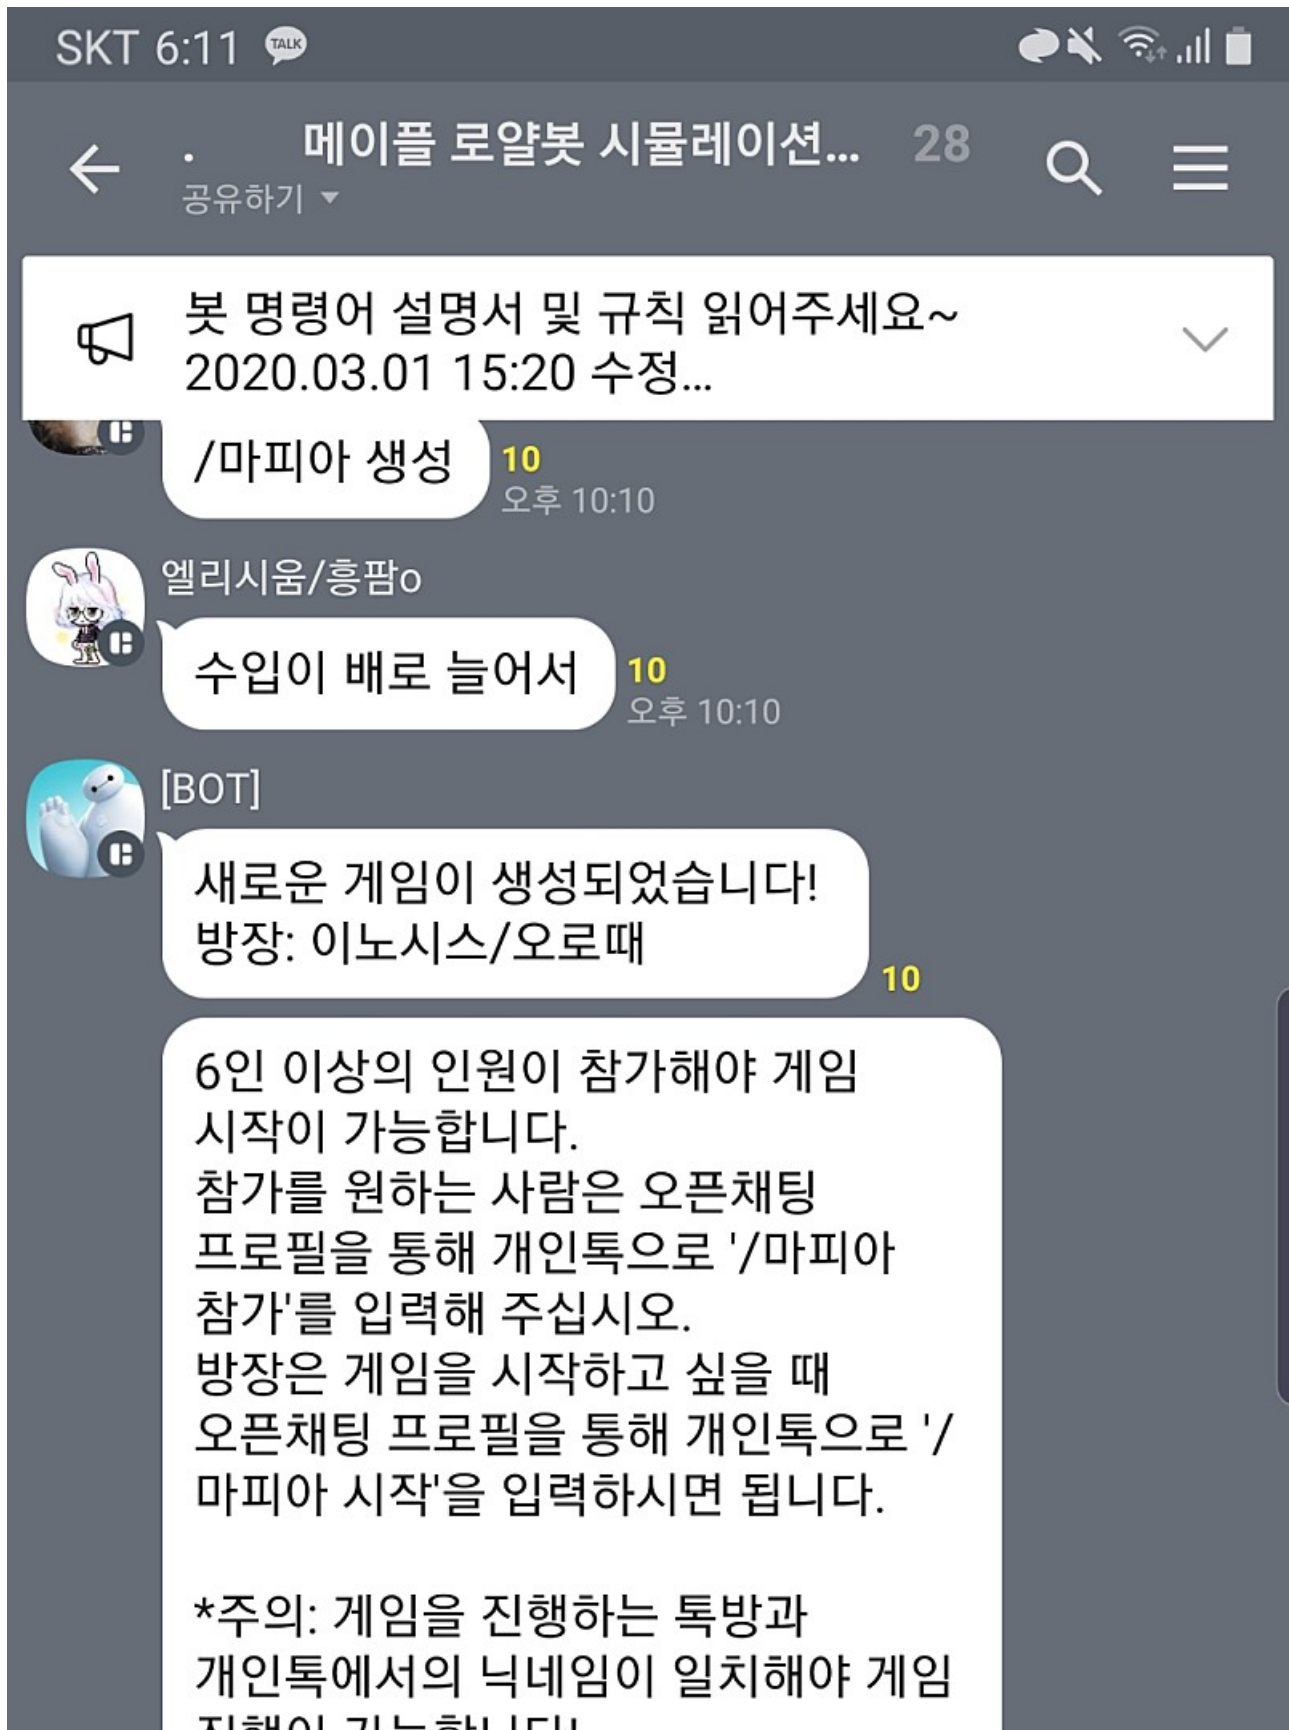 SKT 6:11 TALK
. 메이플 로얄봇 시뮬레이션... 28
공유하기
봇 명령어 설명서 및 규칙 읽어주세요~
2020.03.01 15:20 수정...
/마피아 생성 10
오후 10:10
엘리시움/흥팜o
수입이 배로 늘어서 10
오후 10:10
[BOT]
새로운 게임이 생성되었습니다!
방장: 이노시스/오로때
10
6인 이상의 인원이 참가해야 게임
시작이 가능합니다.
참가를 원하는 사람은 오픈채팅
프로필을 통해 개인톡으로 '/마피아
참가'를 입력해 주십시오.
방장은 게임을 시작하고 싶을 때
오픈채팅 프로필을 통해 개인톡으로 '/
마피아 시작'을 입력하시면 됩니다.
*주의: 게임을 진행하는 톡방과
개인톡에서의 닉네임이 일치해야 게임
진행이 가능합니다!